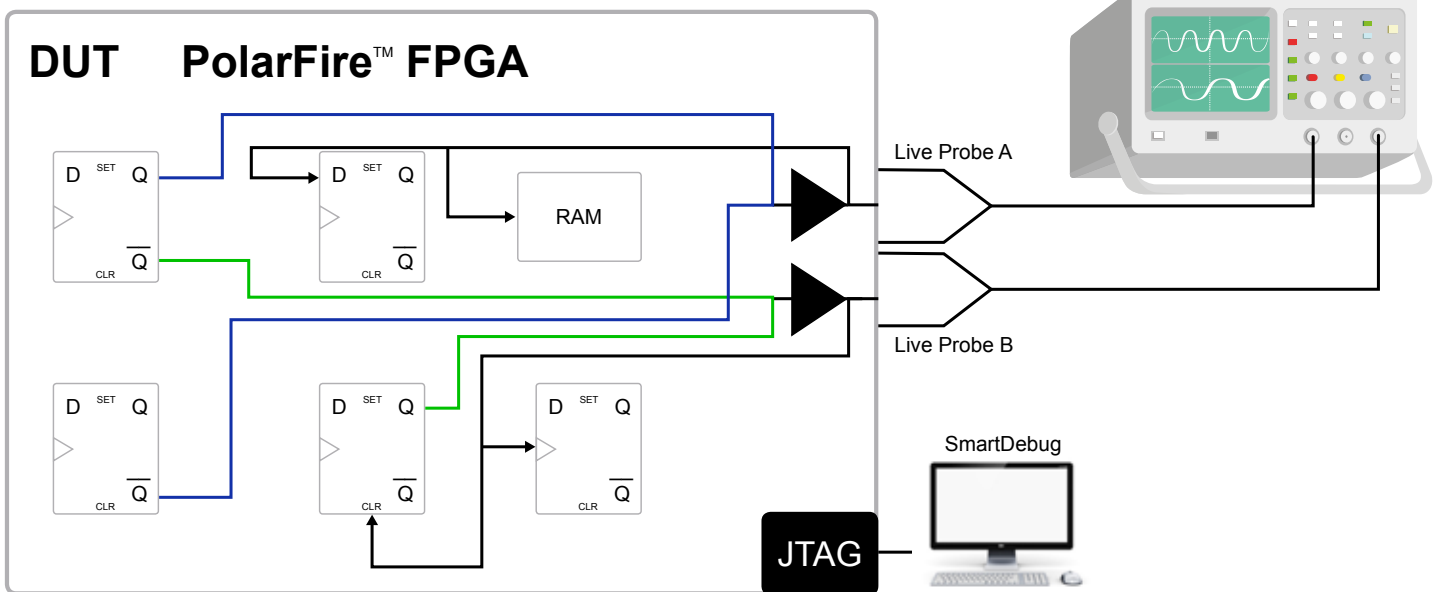 DUT PolarFire™ FPGA
D SET Q
Q
CLR
D SET Q
Q
CLR
RAM
Live Probe A
Live Probe B
D SET Q
Q
CLR
D SET Q
Q
CLR
D SET Q
Q
CLR
SmartDebug
JTAG